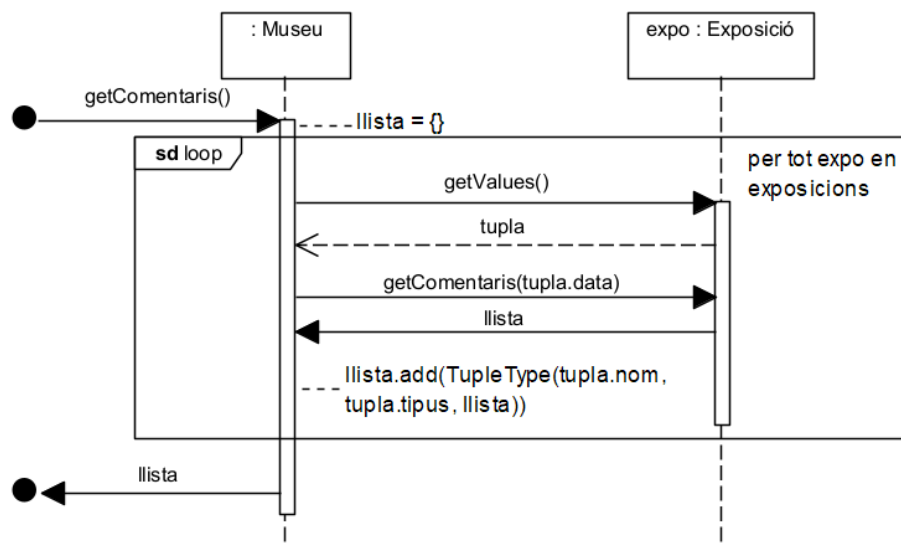 : Museu
expo : Exposició
getComentaris()
llista = {}
sd loop
per tot expo en
exposicions
getValues()
tupla
getComentaris(tupla.data)
llista
llista.add(TupleType(tupla.nom,
tupla.tipus, llista))
llista